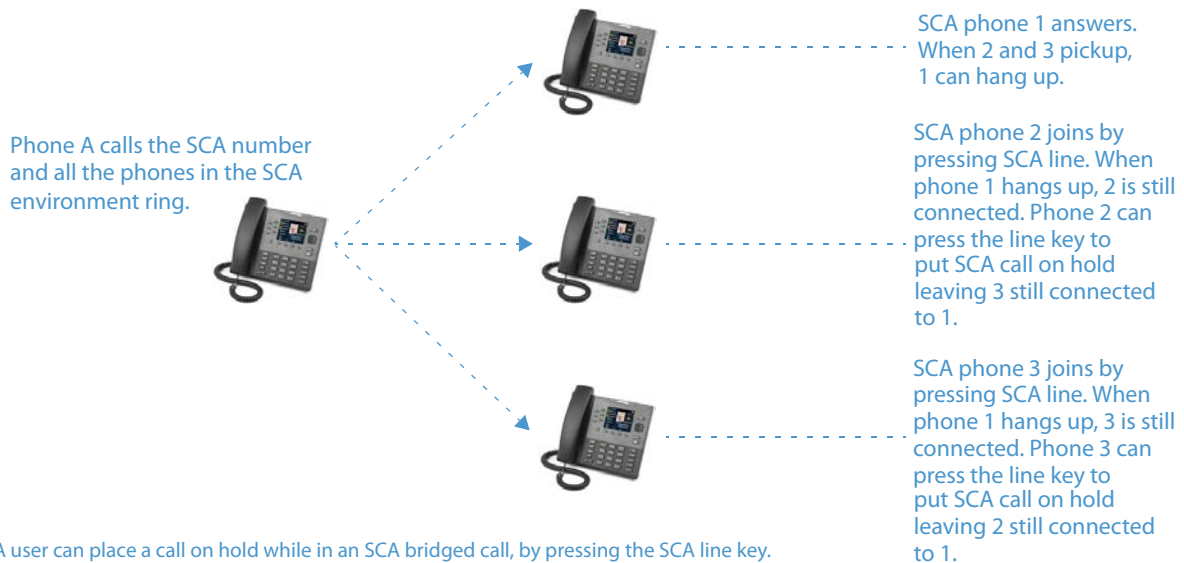 Phone A calls the SCA number
and all the phones in the SCA
environment ring.
SCA phone 1 answers.
When 2 and 3 pickup,
1 can hang up.
SCA phone 2 joins by
pressing SCA line. When
phone 1 hangs up, 2 is still
connected. Phone 2 can
press the line key to
put SCA call on hold
leaving 3 still connected
to 1.
SCA phone 3 joins by
pressing SCA line. When
phone 1 hangs up, 3 is still
connected. Phone 3 can
press the line key to
put SCA call on hold
leaving 2 still connected
to 1.
A user can place a call on hold while in an SCA bridged call, by pressing the SCA line key.